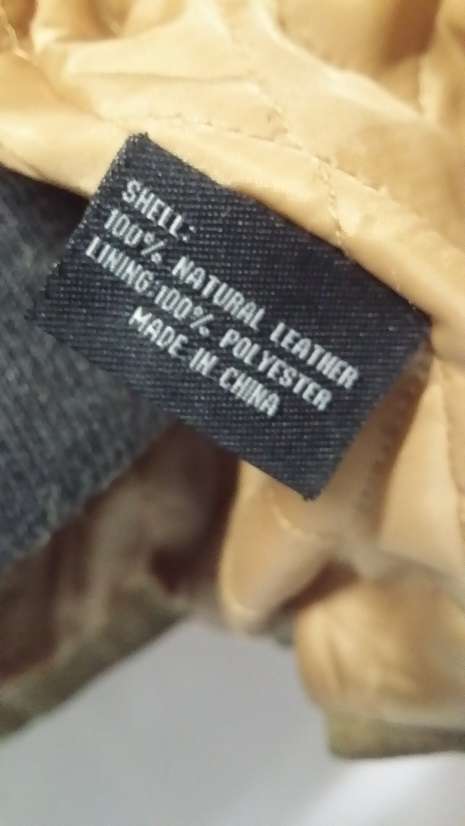 SHELL:
100% NATURAL LEATHER
LINING:100% POLYESTER
MADE IN CHINA